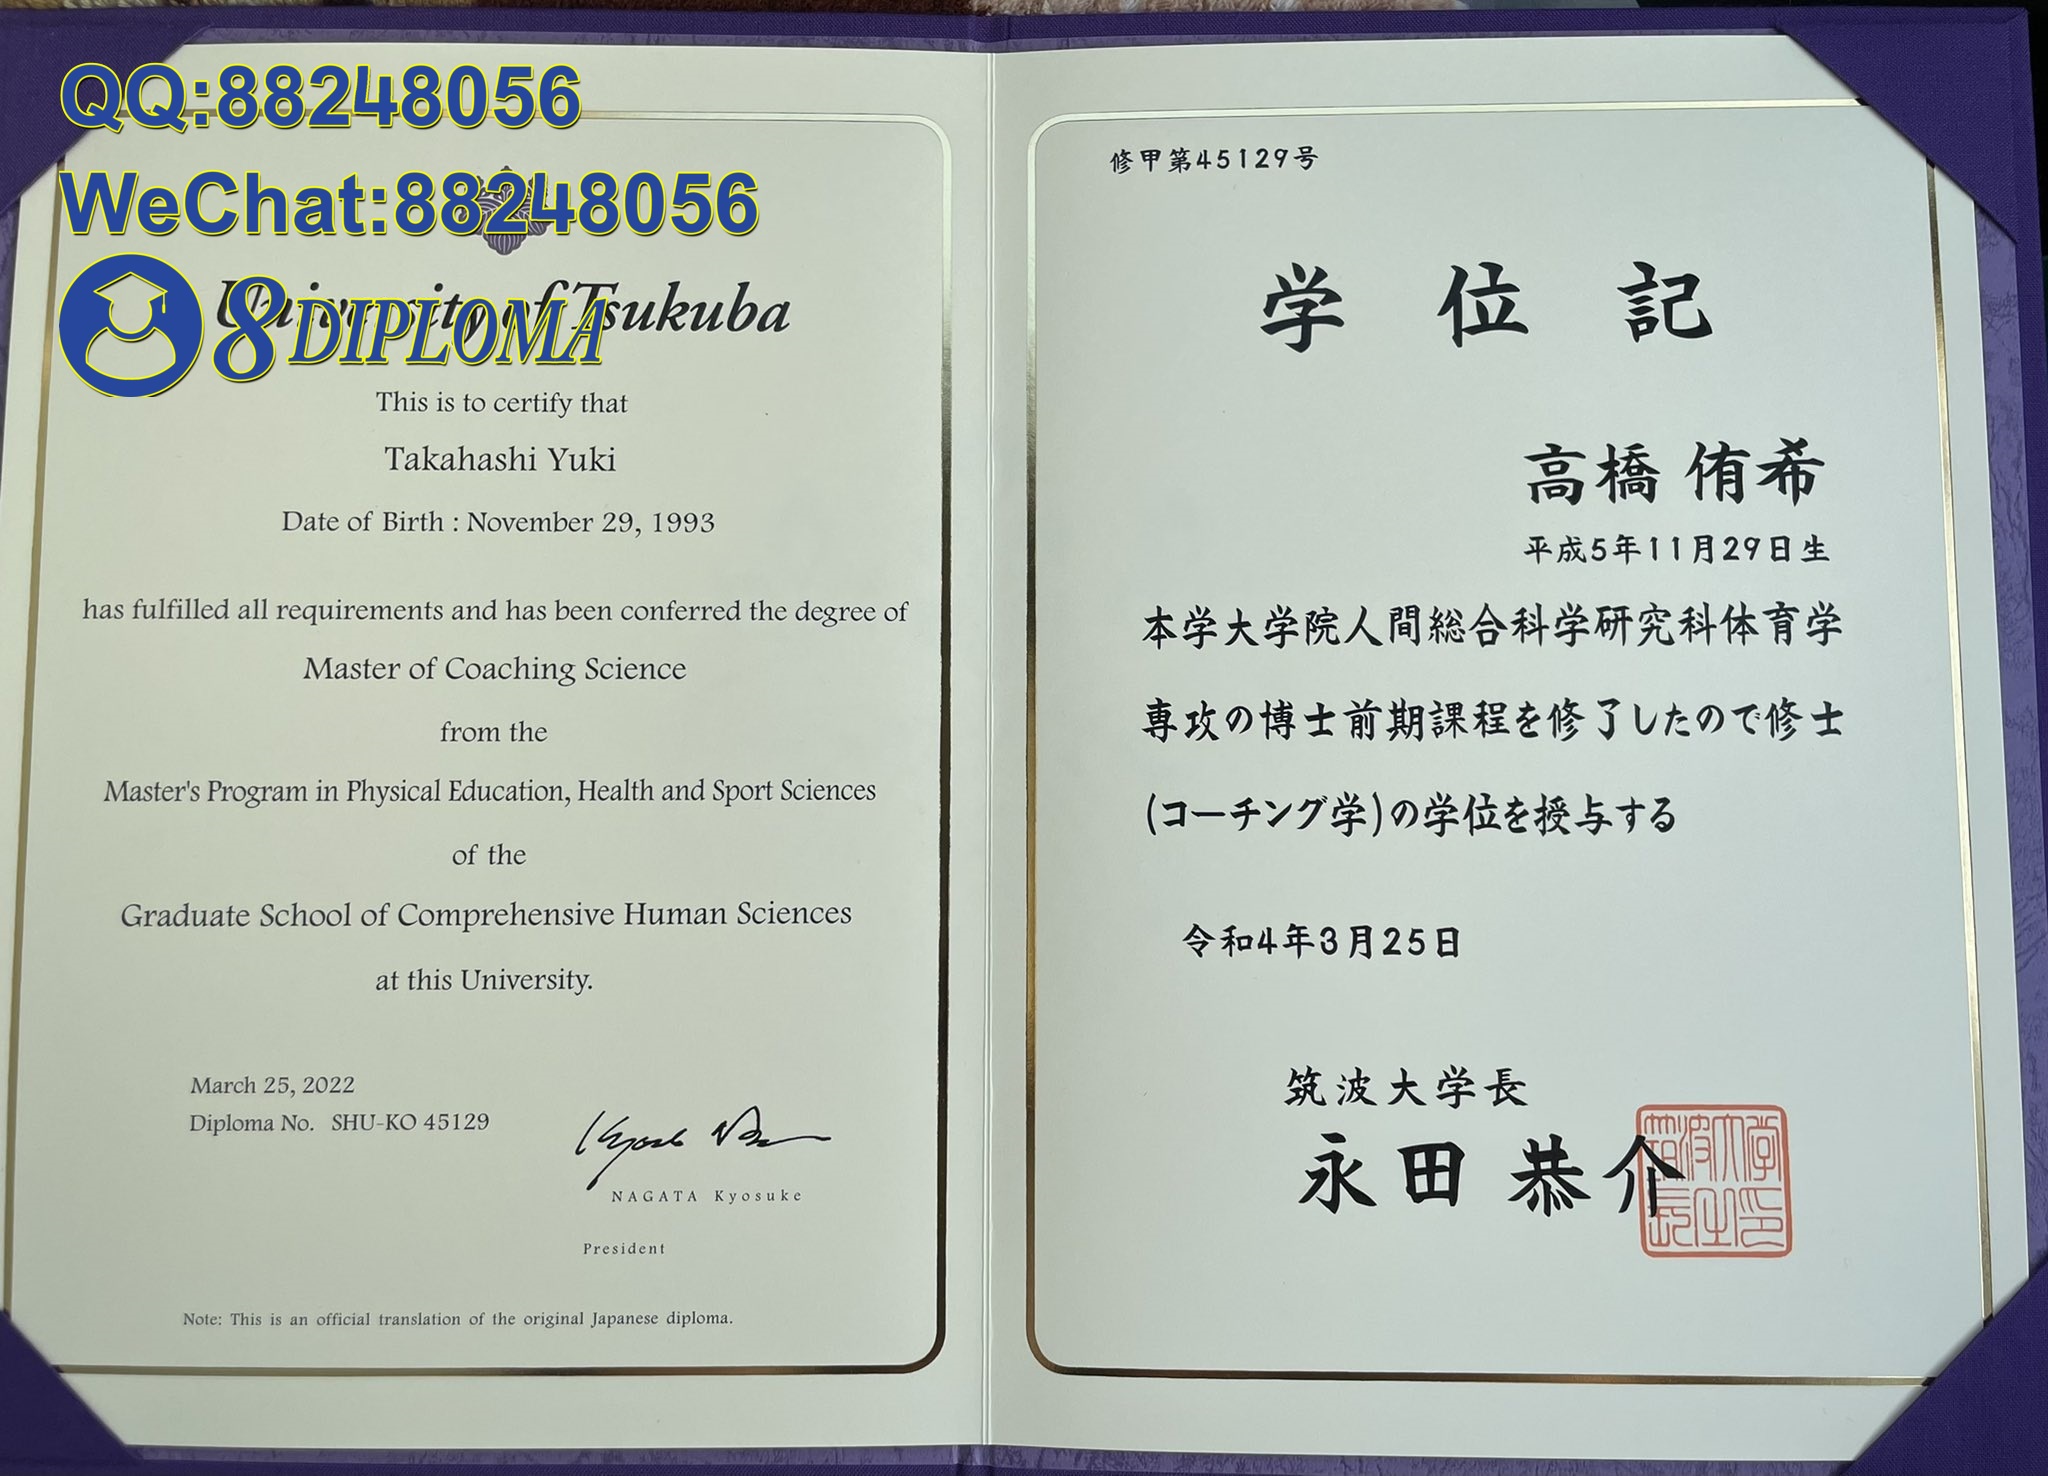 QQ:88248056
WeChat:88248056
8DIPLOMA
University of Tsukuba
This is to certify that
Takahashi Yuki
Date of Birth : November 29, 1993
has fulfilled all requirements and has been conferred the degree of
Master of Coaching Science
from the
Master's Program in Physical Education, Health and Sport Sciences
of the
Graduate School of Comprehensive Human Sciences
at this University.
March 25, 2022
Diploma No. SHU-KO 45129
NAGATA Kyosuke
President
Note: This is an official translation of the original Japanese diploma.
修甲第45129号
学位記
高橋 侑希
平成5年11月29日生
本学大学院人間総合科学研究科体育学
専攻の博士前期課程を修了したので修士
(コーチング学)の学位を授与する
令和4年3月25日
筑波大学長
永田 恭介